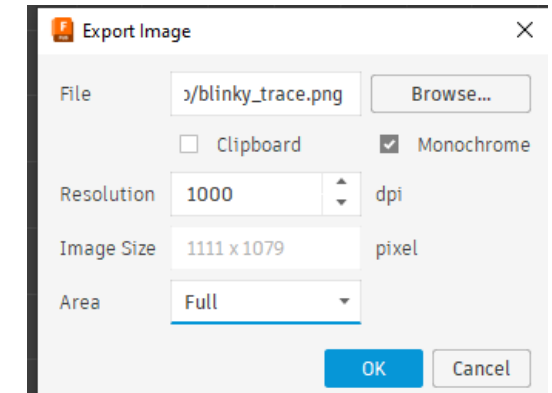 Export Image
File /blinky_trace.png Browse...
Clipboard Monochrome
Resolution 1000 dpi
Image Size 1111 x 1079 pixel
Area Full
OK Cancel